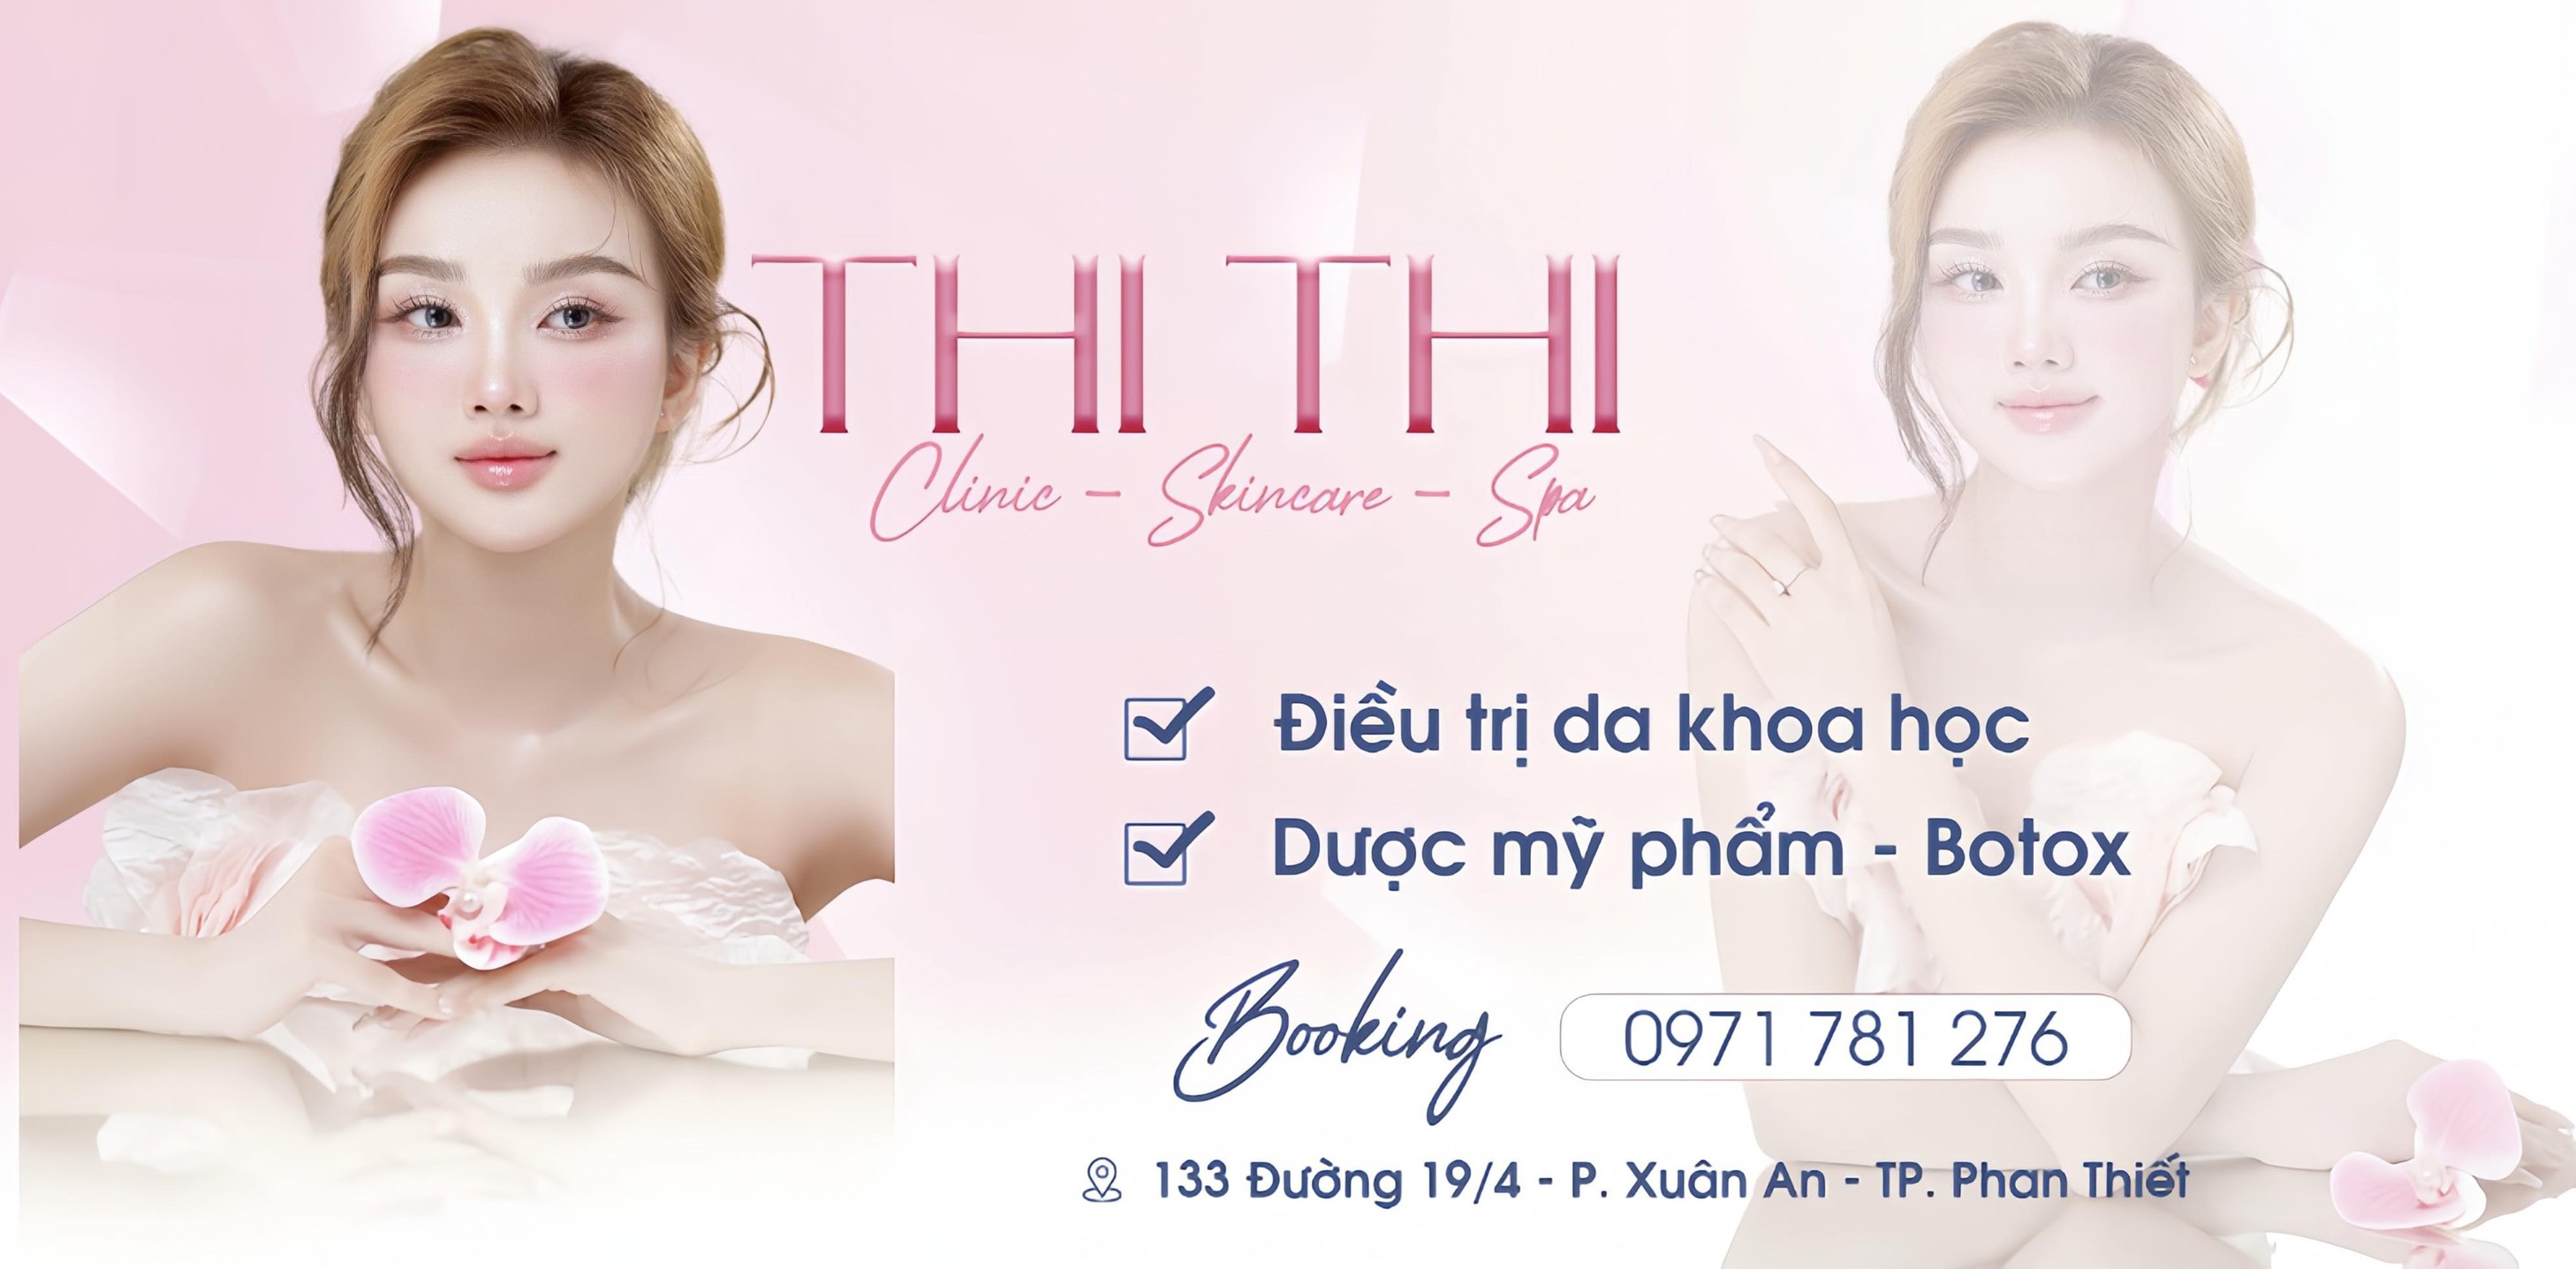 THI THI
Clinic - Skincare - Spa
Điều trị da khoa học
Dược mỹ phẩm - Botox
Booking
0971 781 276
133 Đường 19/4 - P. Xuân An - TP. Phan Thiết